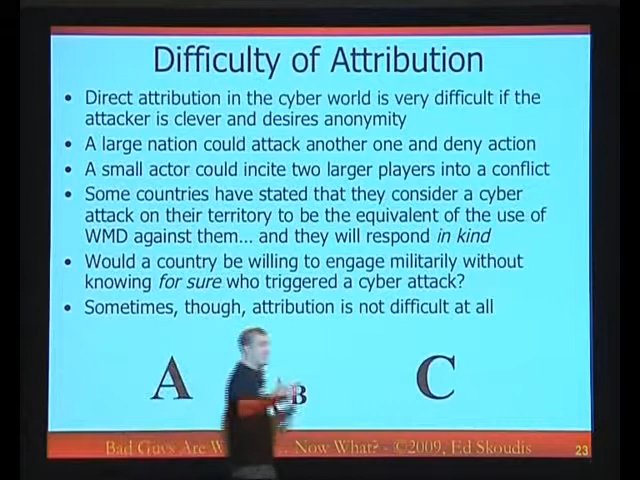 Difficulty of Attribution
• Direct attribution in the cyber world is very difficult if the
attacker is clever and desires anonymity
• A large nation could attack another one and deny action
• A small actor could incite two larger players into a conflict
• Some countries have stated that they consider a cyber
attack on their territory to be the equivalent of the use of
WMD against them... and they will respond in kind
• Would a country be willing to engage militarily without
knowing for sure who triggered a cyber attack?
• Sometimes, though, attribution is not difficult at all
A B C
Bad Guys Are W... Now What? - ©2009, Ed Skoudis 23